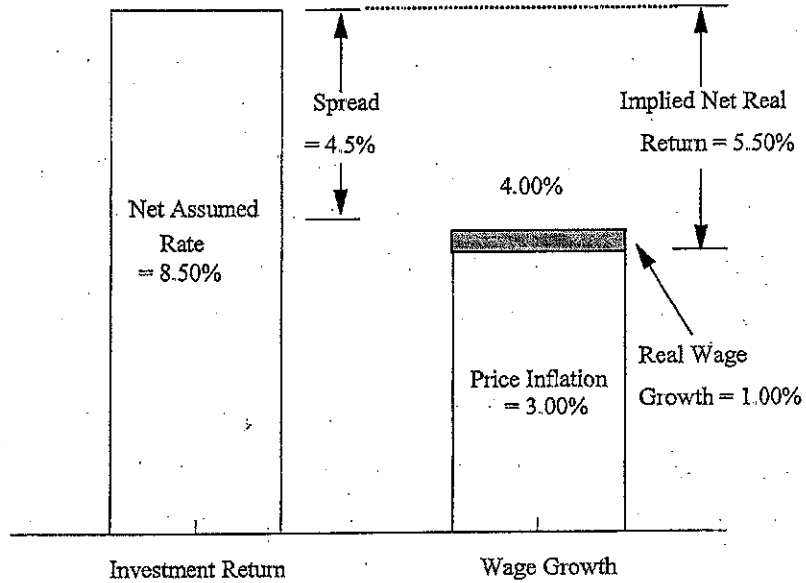 Spread
= 4.5%
Implied Net Real
Return = 5.50%
4.00%
Net Assumed
Rate
= 8.50%
Price Inflation
= 3.00%
Real Wage
Growth = 1.00%
Investment Return
Wage Growth